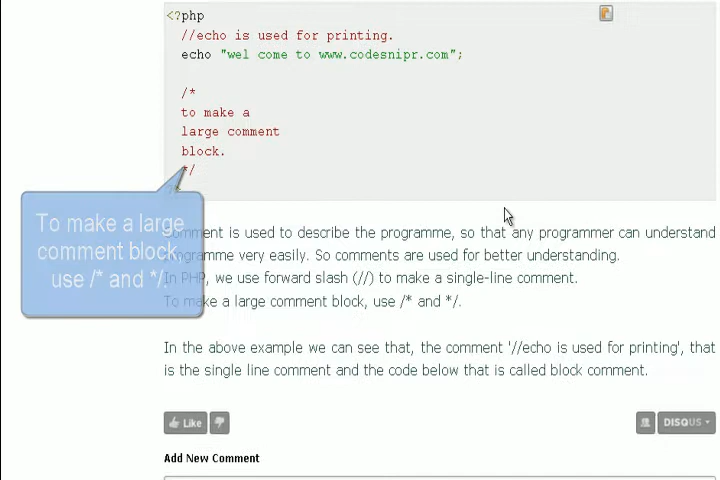 <?php
//echo is used for printing.
echo "wel come to www.codesnipr.com";
/*
to make a
large comment
block.
*/
To make a large
comment block,
use /* and */.
Comment is used to describe the programme, so that any programmer can understand
programme very easily. So comments are used for better understanding.
In PHP, we use forward slash (//) to make a single-line comment.
To make a large comment block, use /* and */.
In the above example we can see that, the comment '//echo is used for printing', that
is the single line comment and the code below that is called block comment.
Like
DISQUS
Add New Comment